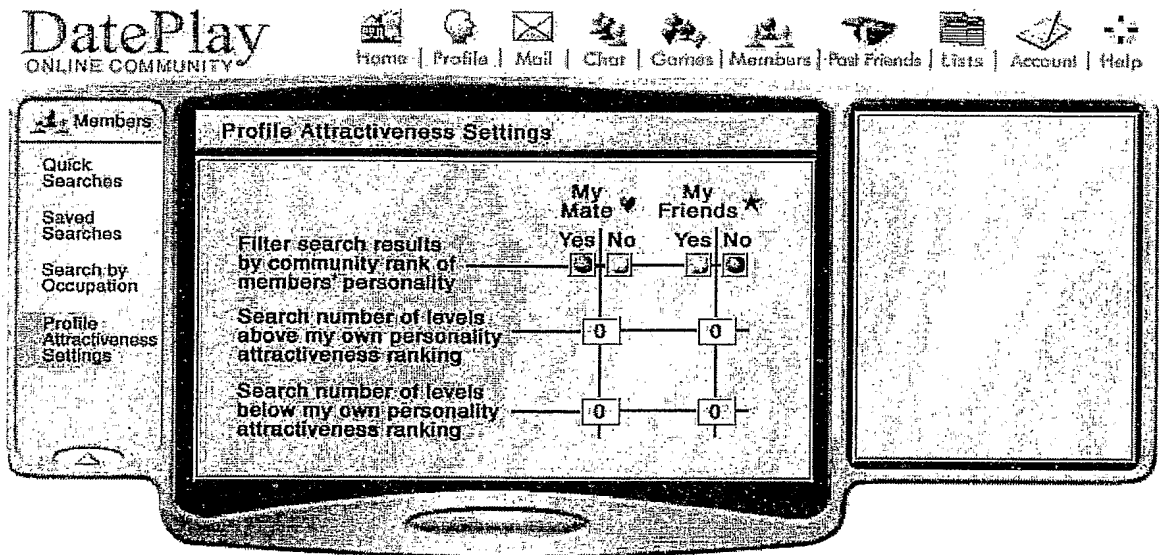 DatePlay
ONLINE COMMUNITY
Home | Profile | Mail | Chat | Games | Members | Past Friends | Lists | Account | Help
Members
Quick
Searches
Saved
Searches
Search by
Occupation
Profile
Attractiveness
Settings
Profile Attractiveness Settings
My
Mate
My
Friends
Yes No
Yes No
Filter search results
by community rank of
members' personality
Search number of levels
above my own personality
attractiveness ranking
0
0
Search number of levels
below my own personality
attractiveness ranking
0
0